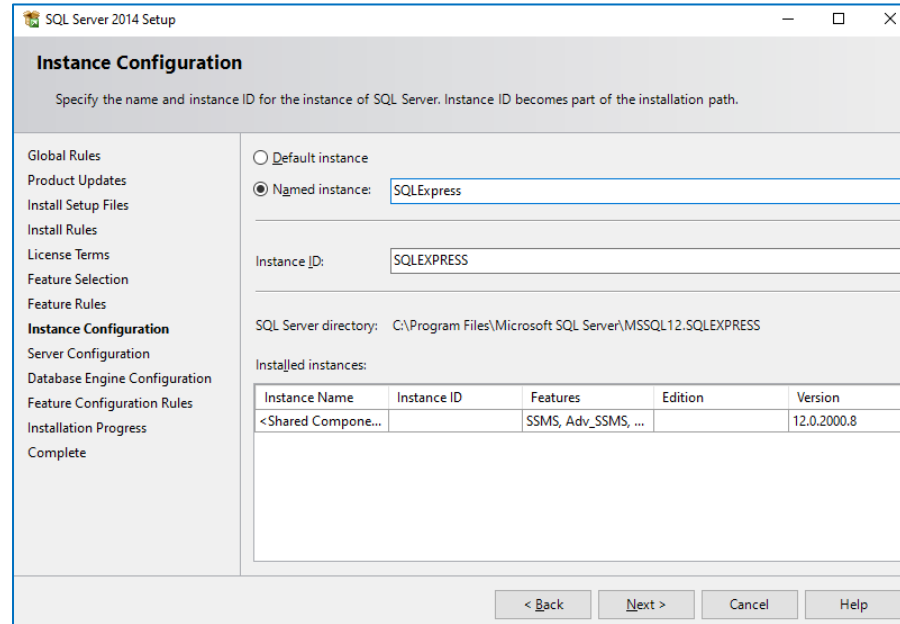 SQL Server 2014 Setup
Instance Configuration
Specify the name and instance ID for the instance of SQL Server. Instance ID becomes part of the installation path.
Global Rules
Product Updates
Install Setup Files
Install Rules
License Terms
Feature Selection
Feature Rules
Instance Configuration
Server Configuration
Database Engine Configuration
Feature Configuration Rules
Installation Progress
Complete
Default instance
Named instance: SQLExpress
Instance ID: SQLEXPRESS
SQL Server directory: C:\Program Files\Microsoft SQL Server\MSSQL12.SQLEXPRESS
Installed instances:
Instance Name Instance ID Features Edition Version
<Shared Compone... SSMS, Adv_SSMS, ... 12.0.2000.8
< Back Next > Cancel Help